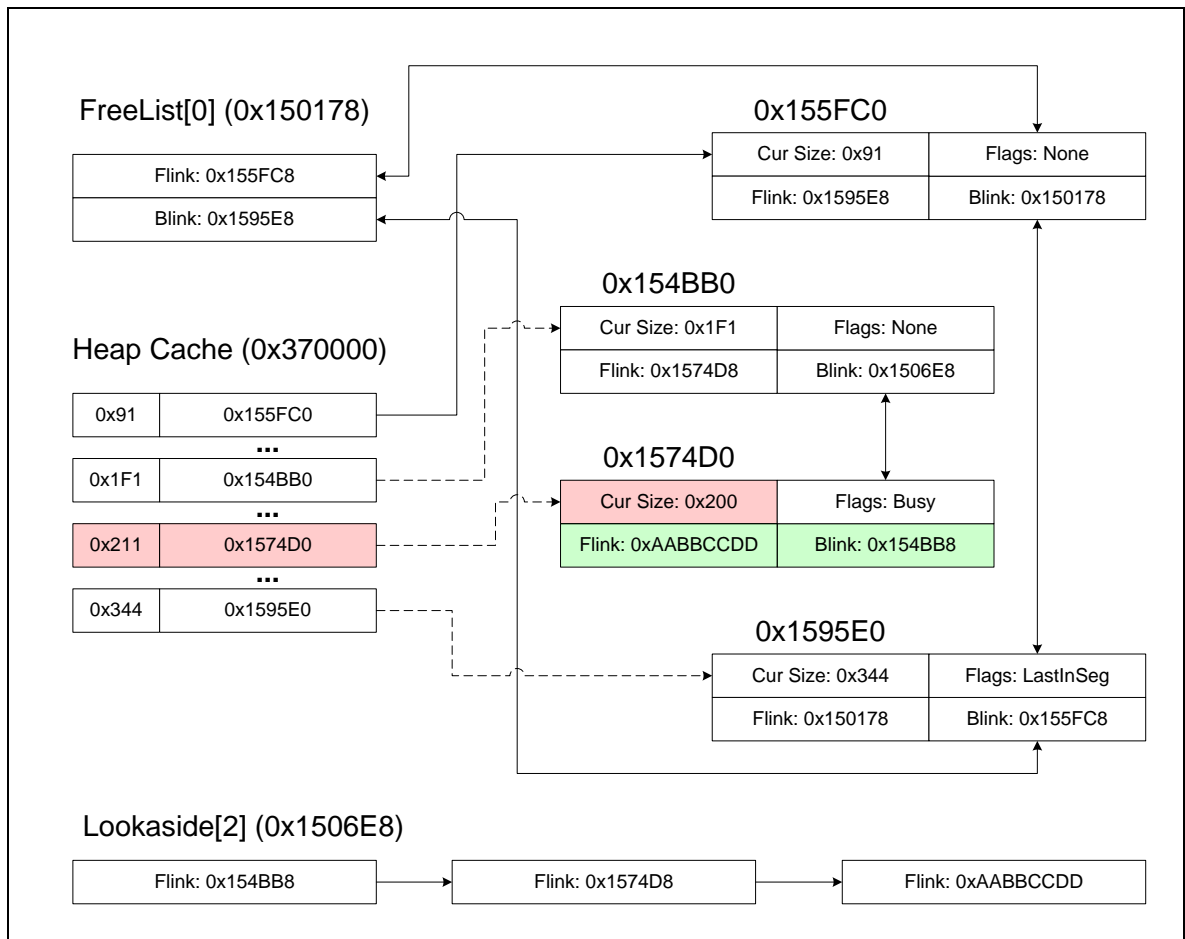 FreeList[0] (0x150178)
Flink: 0x155FC8
Blink: 0x1595E8
0x155FC0
Cur Size: 0x91
Flags: None
Flink: 0x1595E8
Blink: 0x150178
0x154BB0
Cur Size: 0x1F1
Flags: None
Flink: 0x1574D8
Blink: 0x1506E8
Heap Cache (0x370000)
0x91
0x155FC0
...
0x1F1
0x154BB0
...
0x211
0x1574D0
...
0x344
0x1595E0
0x1574D0
Cur Size: 0x200
Flags: Busy
Flink: 0xAABBCCDD
Blink: 0x154BB8
0x1595E0
Cur Size: 0x344
Flags: LastInSeg
Flink: 0x150178
Blink: 0x155FC8
Lookaside[2] (0x1506E8)
Flink: 0x154BB8
Flink: 0x1574D8
Flink: 0xAABBCCDD